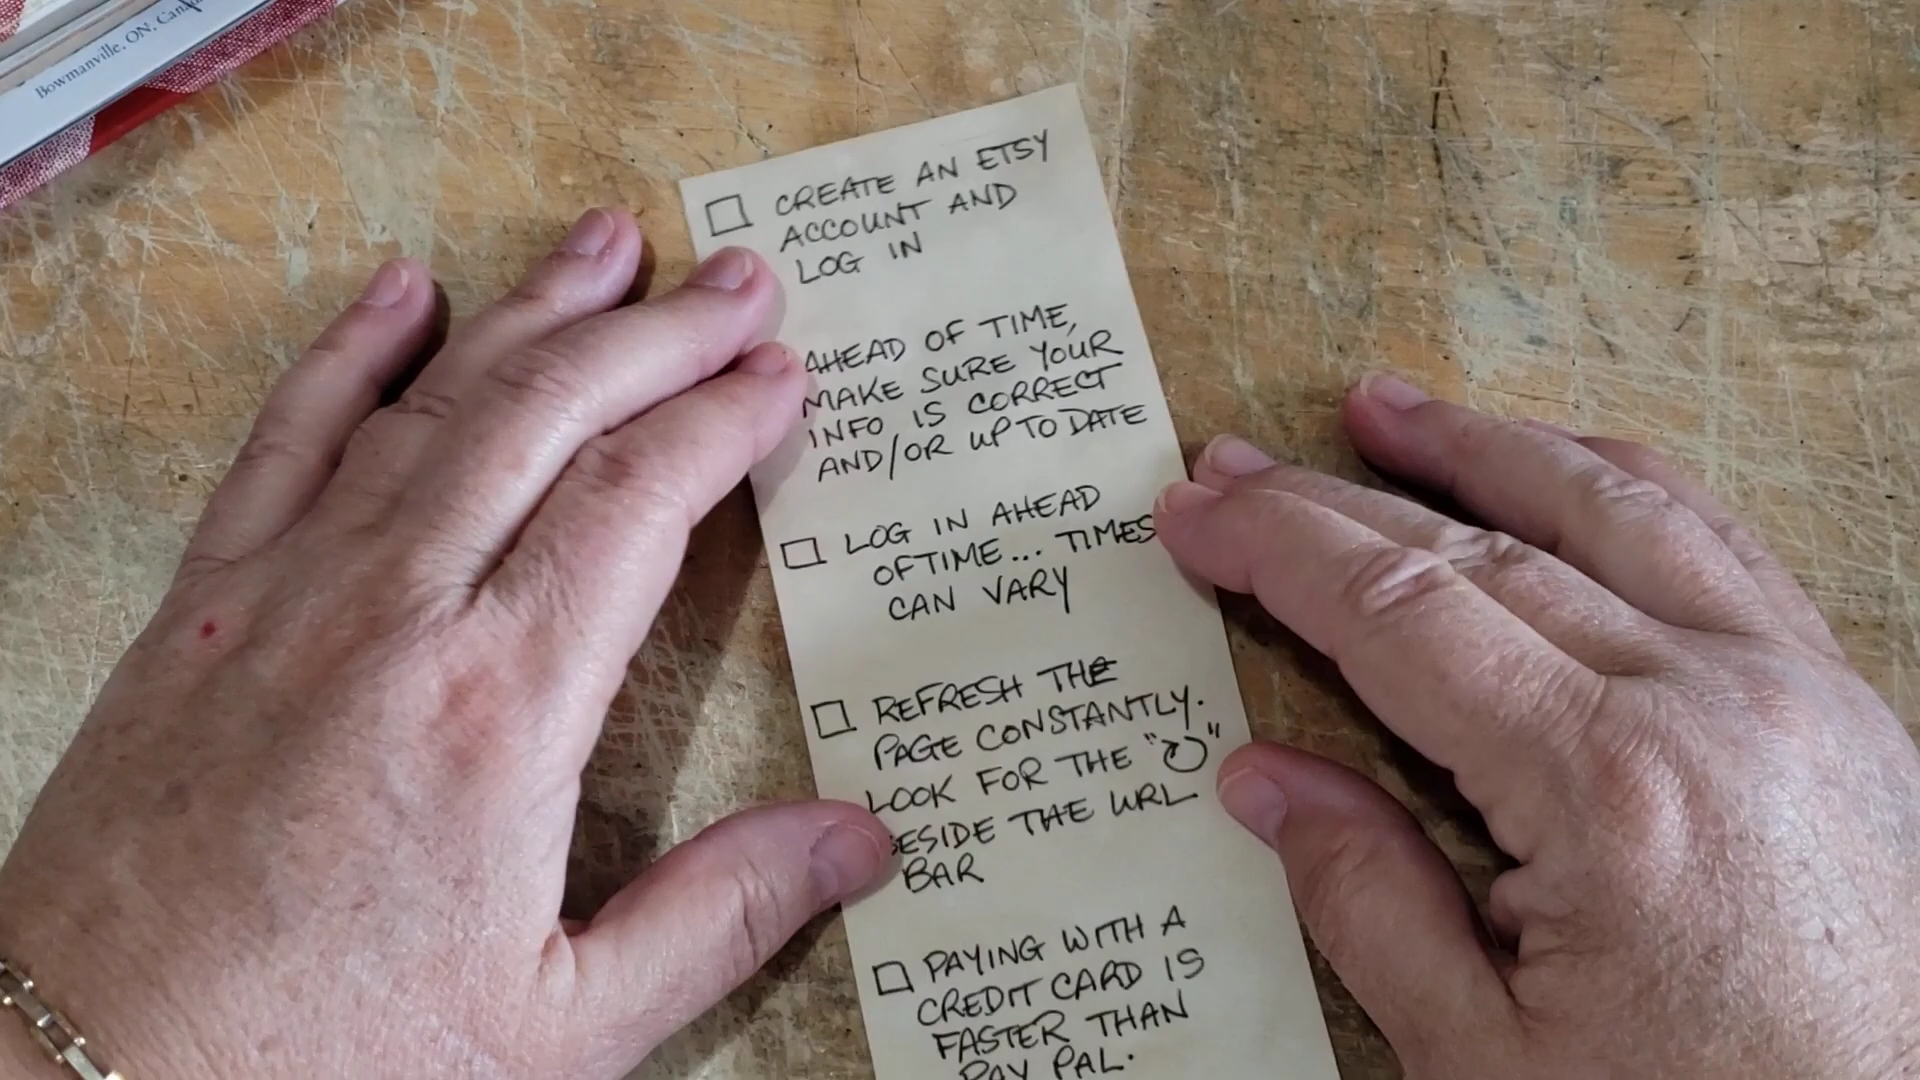 Bowmanville, ON, Canada
CREATE AN ETSY
ACCOUNT AND
LOG IN
AHEAD OF TIME,
MAKE SURE YOUR
INFO IS CORRECT
AND/OR UP TO DATE
LOG IN AHEAD
OF TIME... TIMES
CAN VARY
REFRESH THE
PAGE CONSTANTLY.
LOOK FOR THE "↻"
BESIDE THE URL
BAR
PAYING WITH A
CREDIT CARD IS
FASTER THAN
PAY PAL.